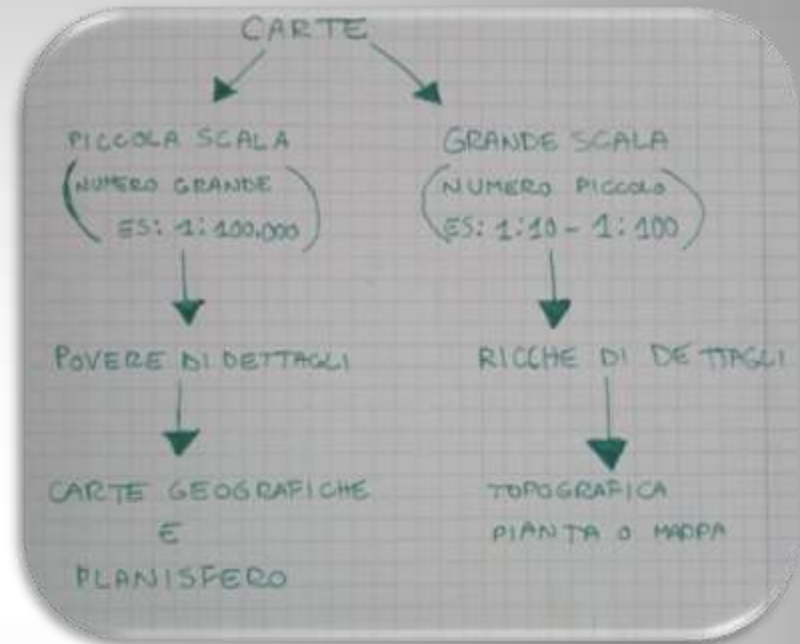 CARTE
PICCOLA SCALA
(NUMERO GRANDE
ES: 1:100.000)
POVERE DI DETTAGLI
CARTE GEOGRAFICHE
E
PLANISFERO
GRANDE SCALA
(NUMERO PICCOLO
ES: 1:10 - 1:100)
RICCHE DI DETTAGLI
TOPOGRAFICA
PIANTA O MAPPA